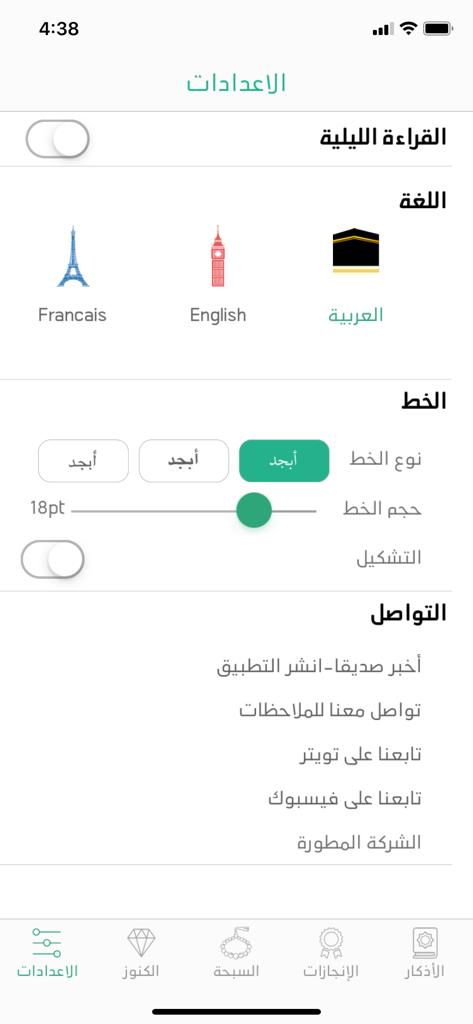 4:38
الاعدادات
القراءة الليلية
اللغة
العربية English Francais
الخط
نوع الخط أبجد أبجد أبجد
حجم الخط 18pt
التشكيل
التواصل
أخبر صديقا-انشر التطبيق
تواصل معنا للملاحظات
تابعنا على تويتر
تابعنا على فيسبوك
الشركة المطورة
الأذكار الإنجازات السبحة الكنوز الاعدادات